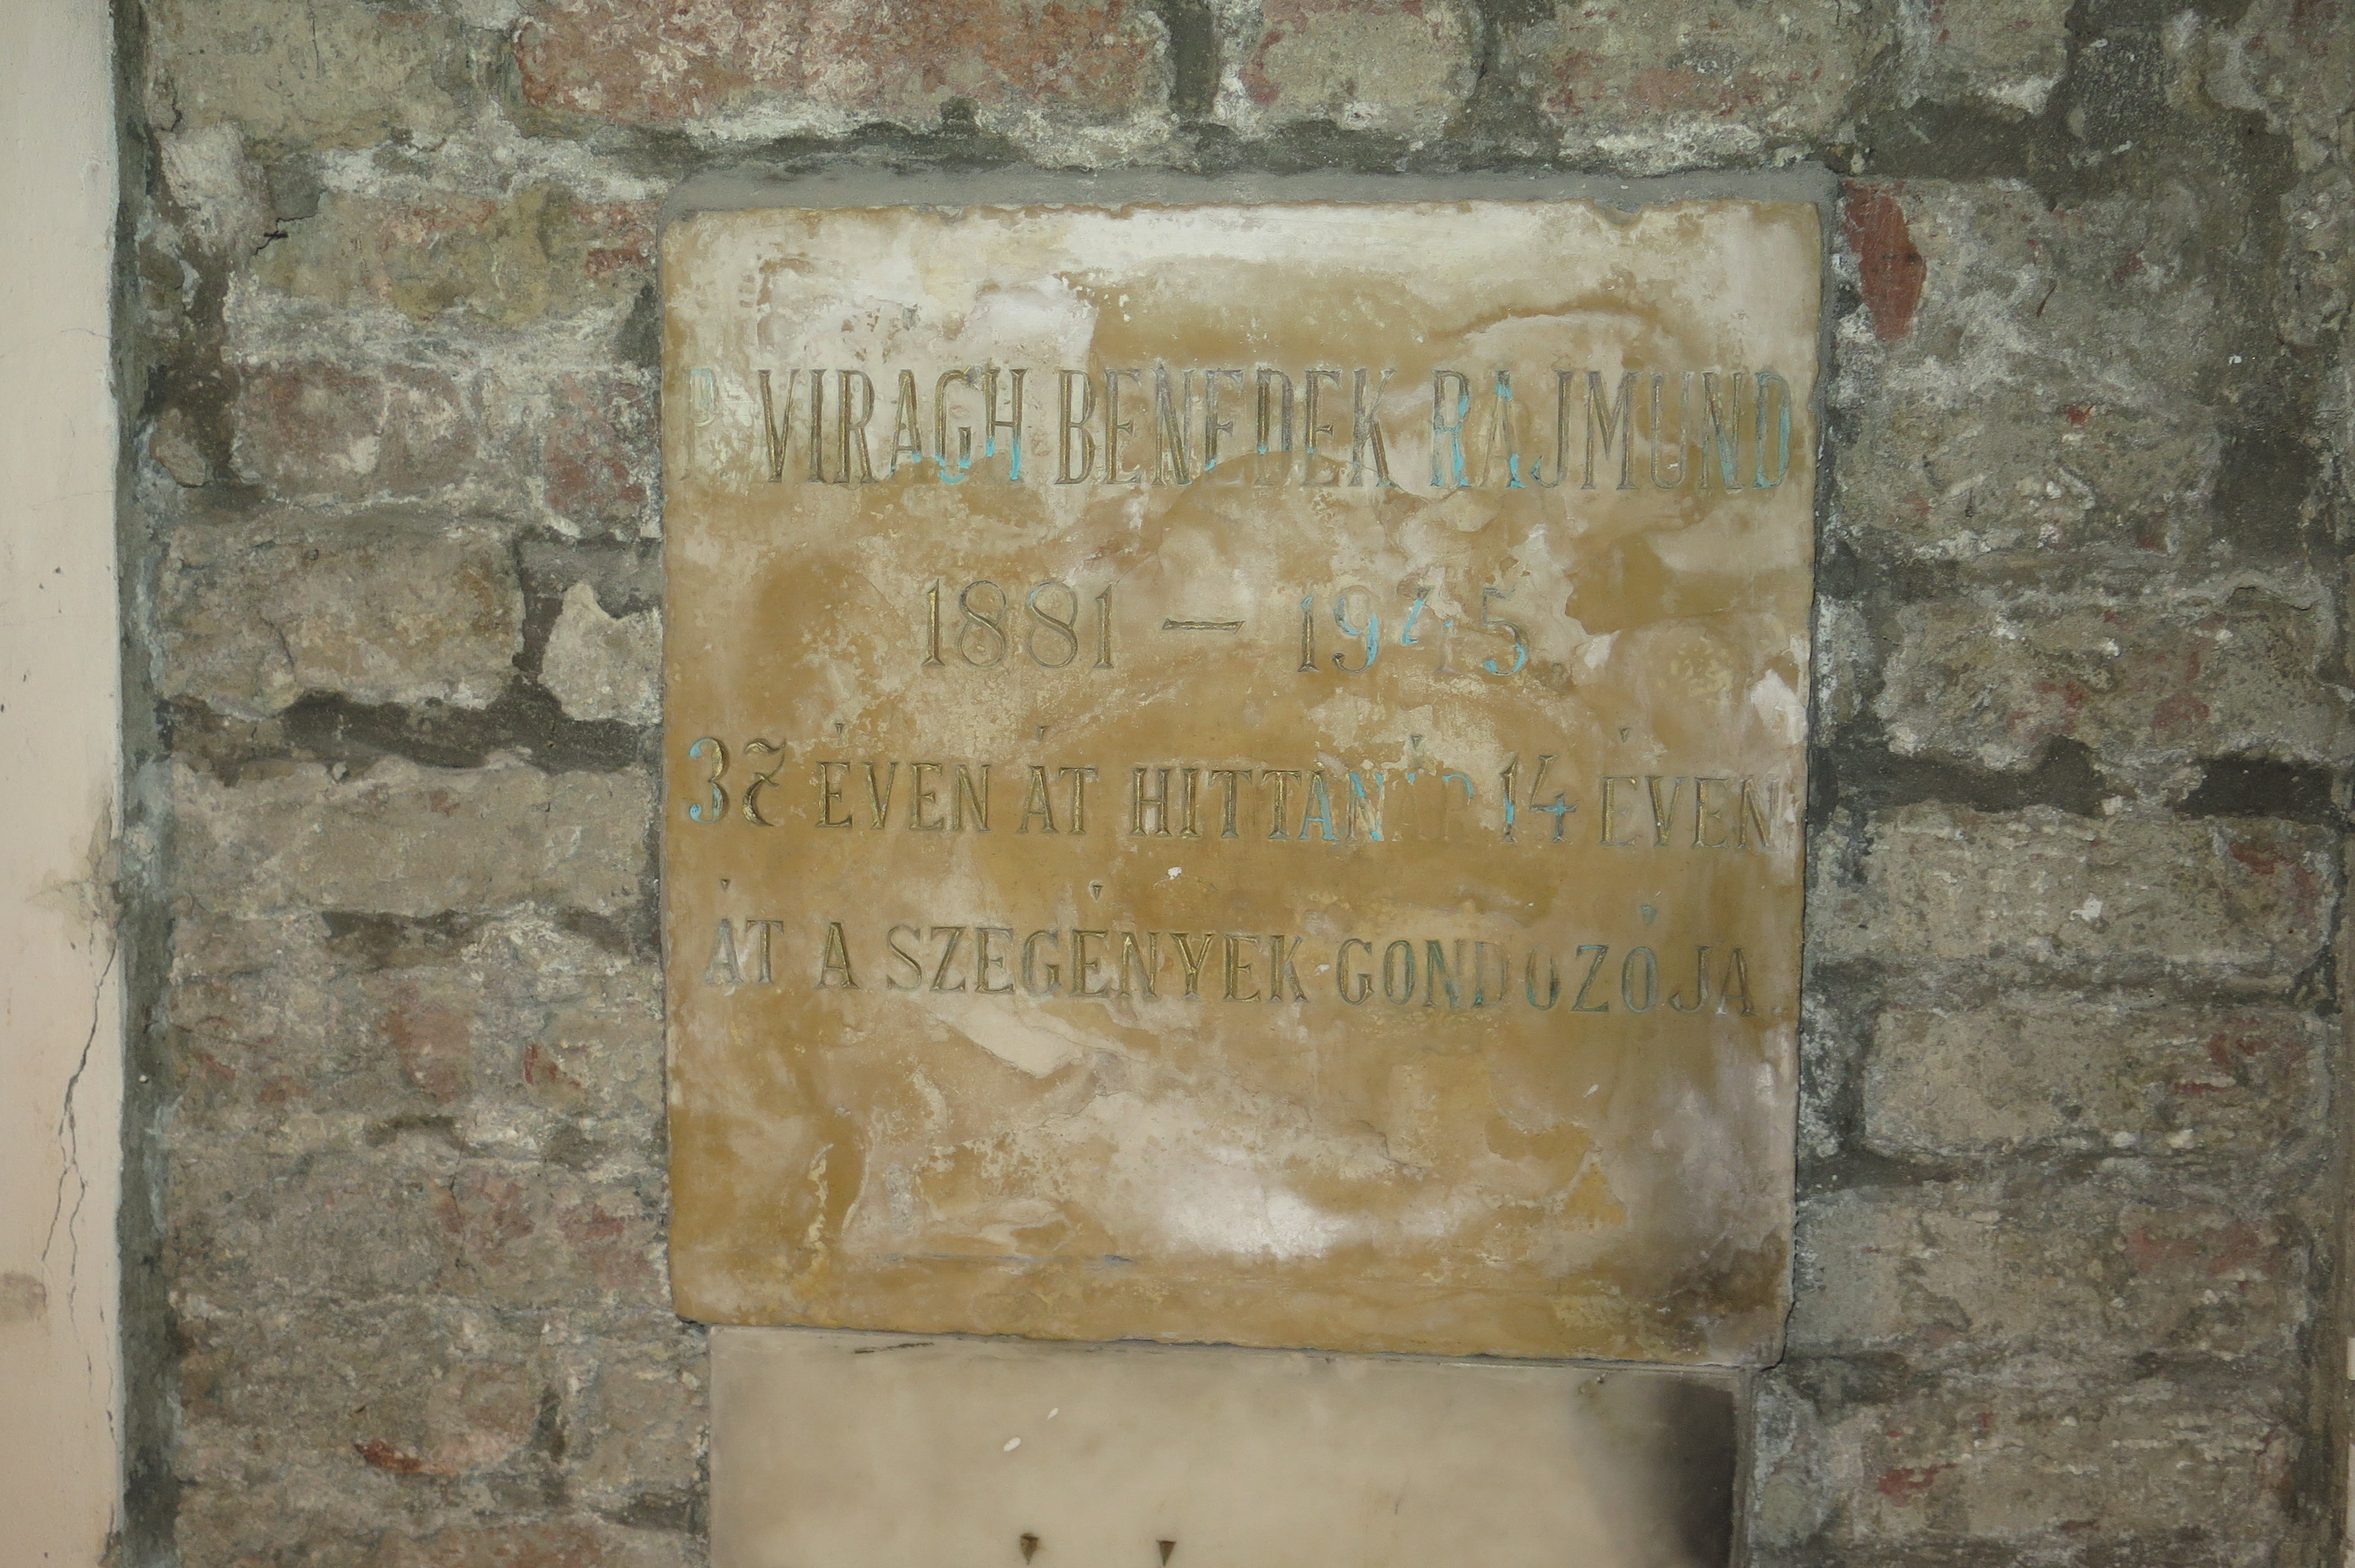 P. VIRAGH BENEDEK RAJMUND
1881 — 1945.
37 ÉVEN ÁT HITTANÁR 14 ÉVEN
ÁT A SZEGÉNYEK GONDOZÓJA